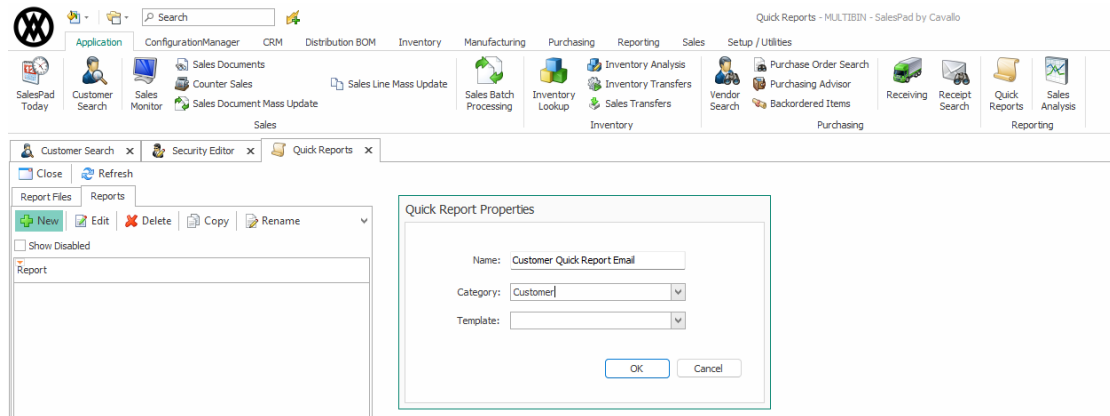 Search
Quick Reports - MULTIBIN - SalesPad by Cavallo
Application ConfigurationManager CRM Distribution BOM Inventory Manufacturing Purchasing Reporting Sales Setup / Utilities
SalesPad Today
Customer Search
Sales Monitor
Sales Documents
Counter Sales
Sales Document Mass Update
Sales Line Mass Update
Sales Batch Processing
Sales
Inventory Lookup
Inventory Analysis
Inventory Transfers
Sales Transfers
Inventory
Vendor Search
Purchase Order Search
Purchasing Advisor
Backordered Items
Receiving
Receipt Search
Purchasing
Quick Reports
Sales Analysis
Reporting
Customer Search x Security Editor x Quick Reports x
Close Refresh
Report Files Reports
New Edit Delete Copy Rename
Show Disabled
Report
Quick Report Properties
Name: Customer Quick Report Email
Category: Customer
Template:
OK Cancel